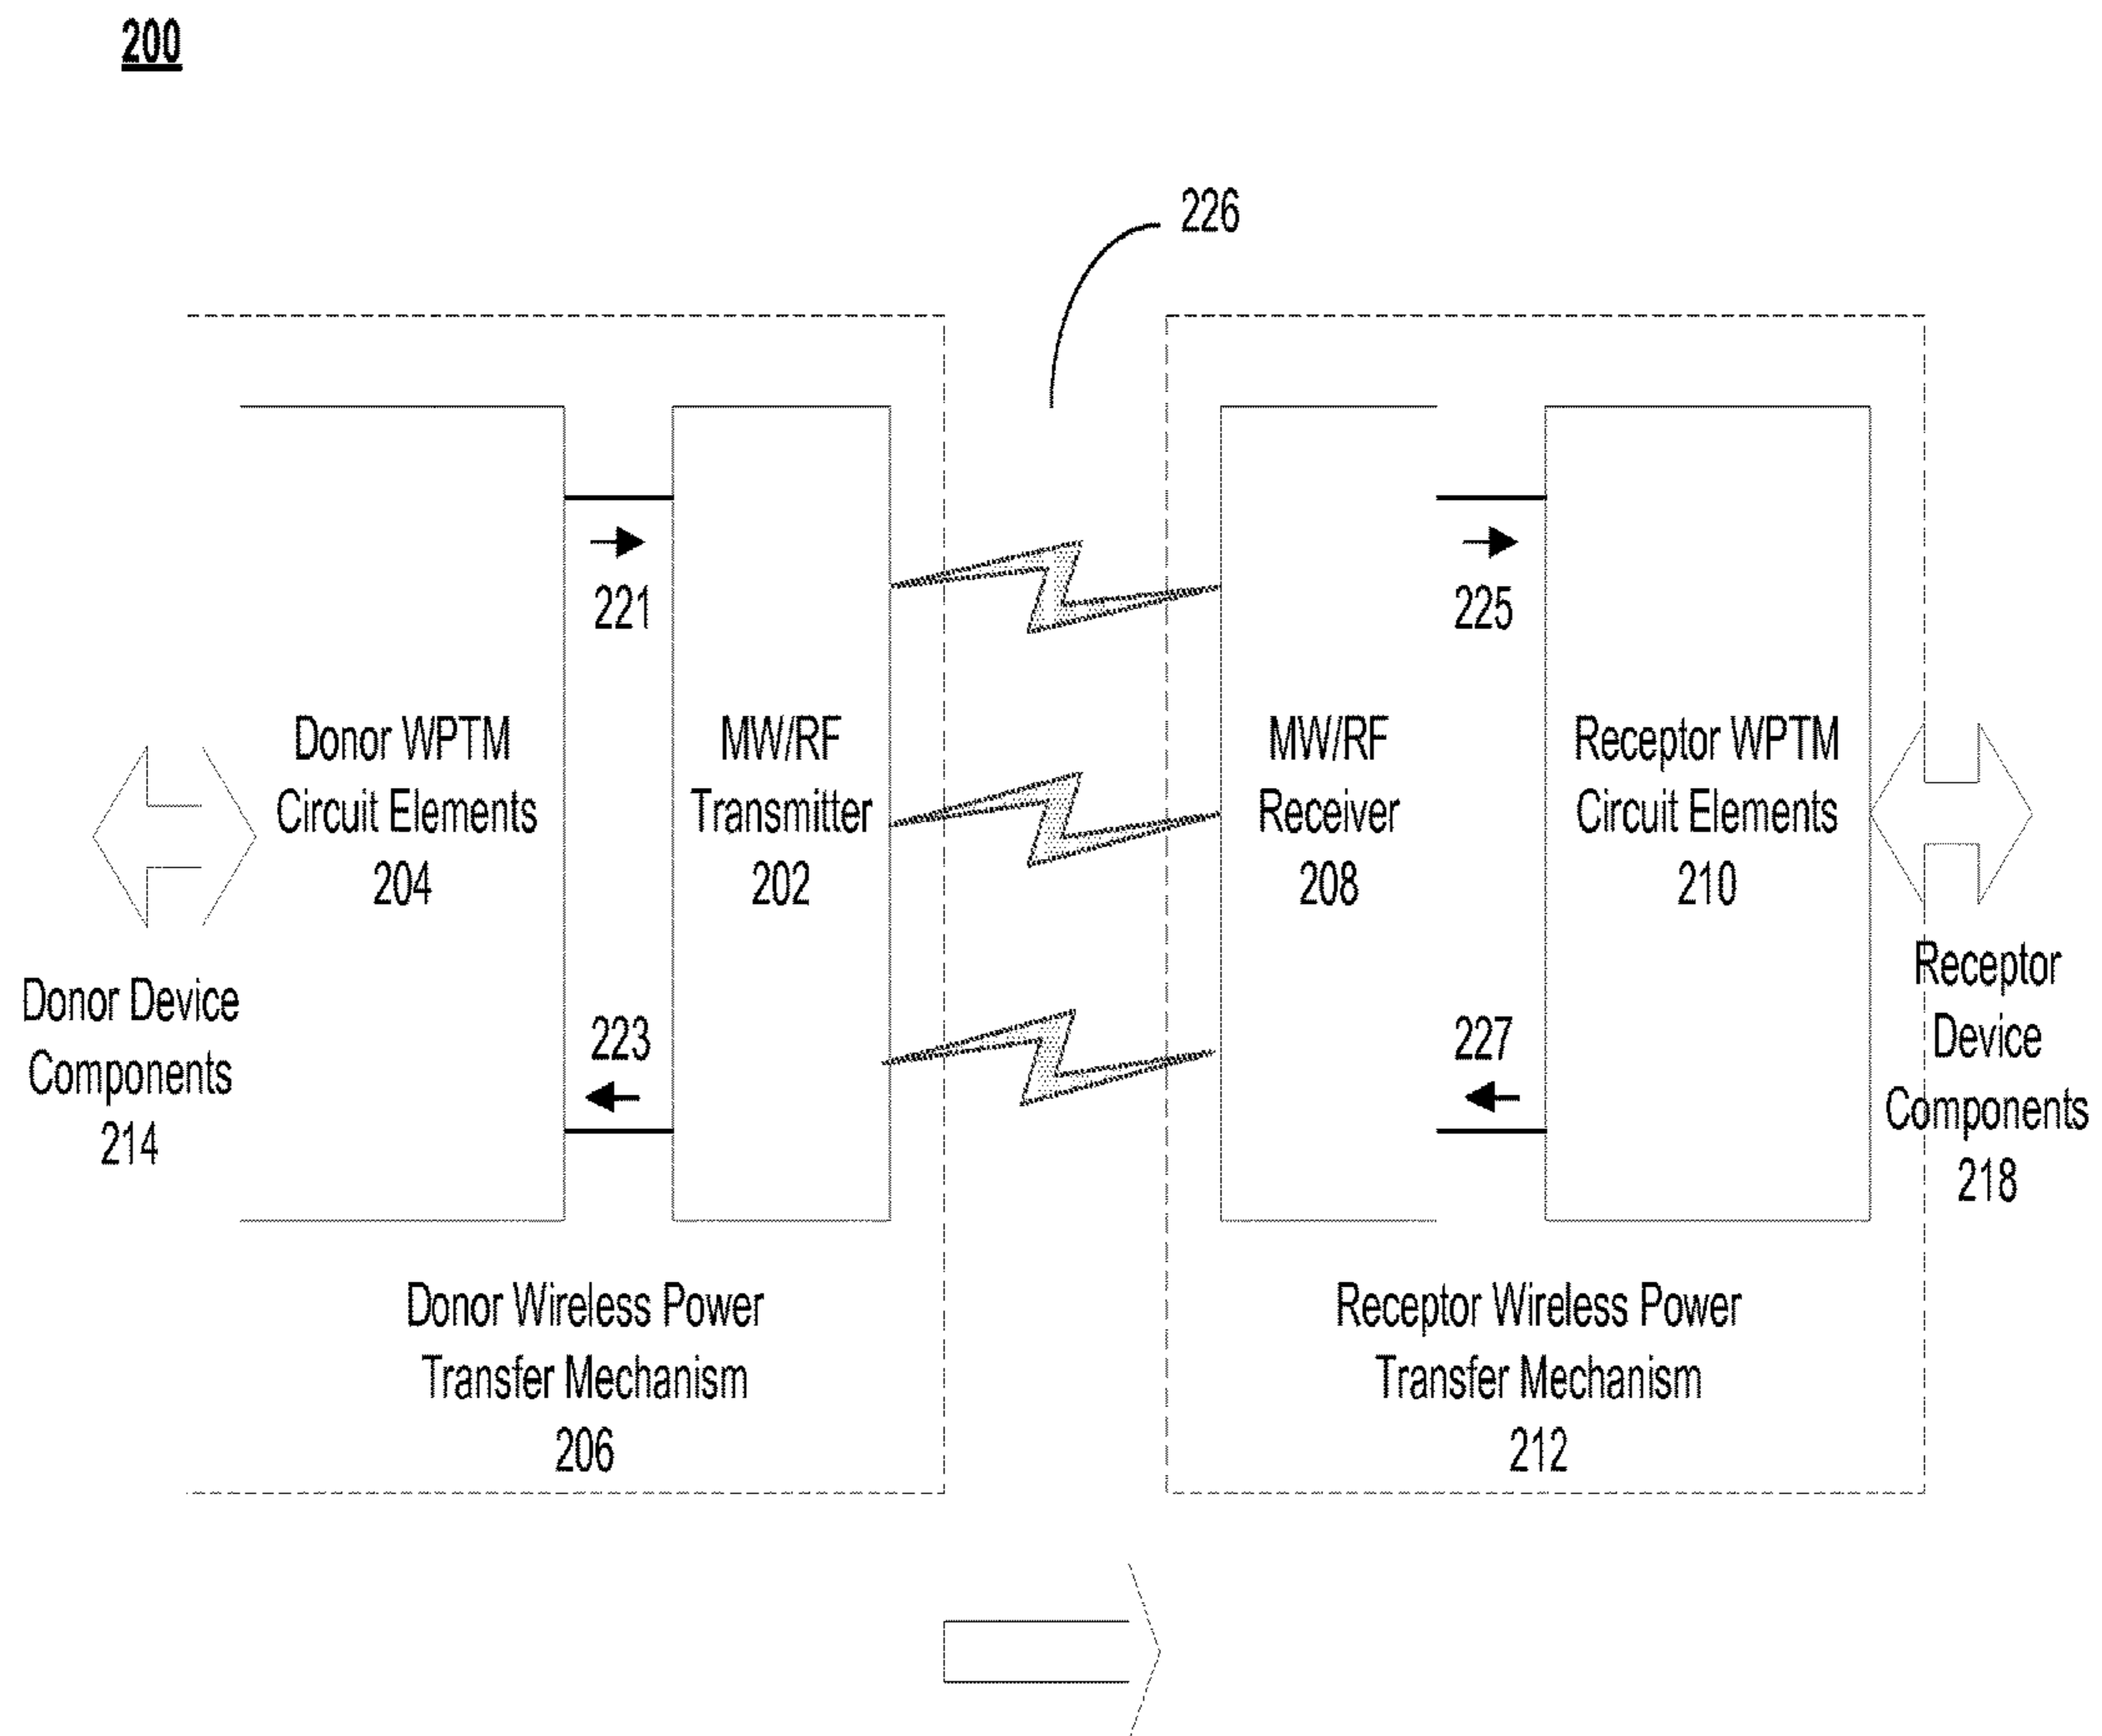 200
226
221
225
Donor WPTM
Circuit Elements
204
MW/RF
Transmitter
202
MW/RF
Receiver
208
Receptor WPTM
Circuit Elements
210
Donor Device
Components
214
223
227
Receptor
Device
Components
218
Donor Wireless Power
Transfer Mechanism
206
Receptor Wireless Power
Transfer Mechanism
212